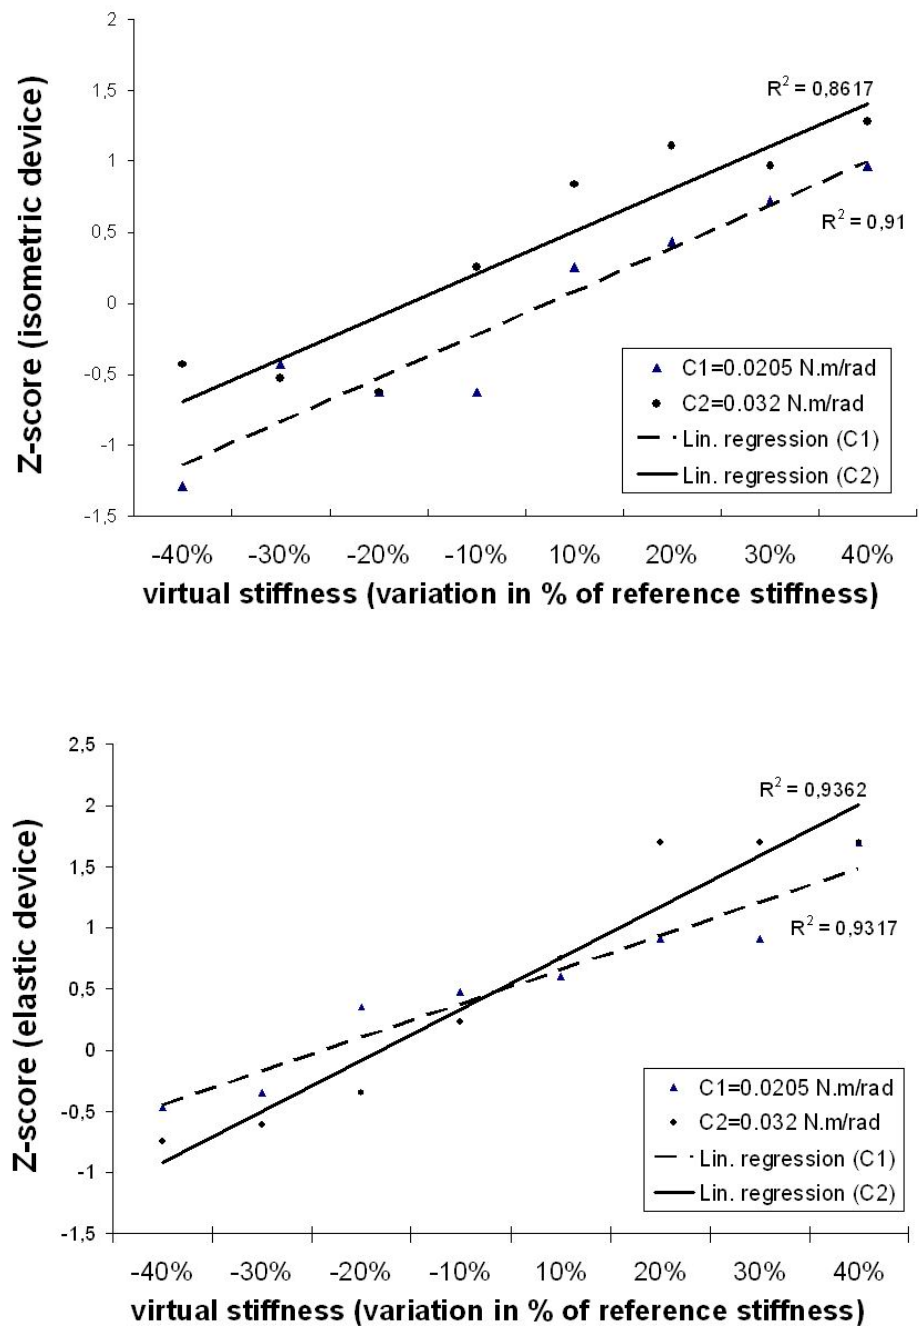 2
R² = 0,8617
1,5
1
R² = 0,91
0,5
0
-0,5
-1
-1,5
Z-score (isometric device)
C1=0.0205 N.m/rad
C2=0.032 N.m/rad
Lin. regression (C1)
Lin. regression (C2)
-40% -30% -20% -10% 10% 20% 30% 40%
virtual stiffness (variation in % of reference stiffness)
2,5
R² = 0,9362
2
1,5
1
R² = 0,9317
0,5
0
-0,5
-1
-1,5
Z-score (elastic device)
C1=0.0205 N.m/rad
C2=0.032 N.m/rad
Lin. regression (C1)
Lin. regression (C2)
-40% -30% -20% -10% 10% 20% 30% 40%
virtual stiffness (variation in % of reference stiffness)